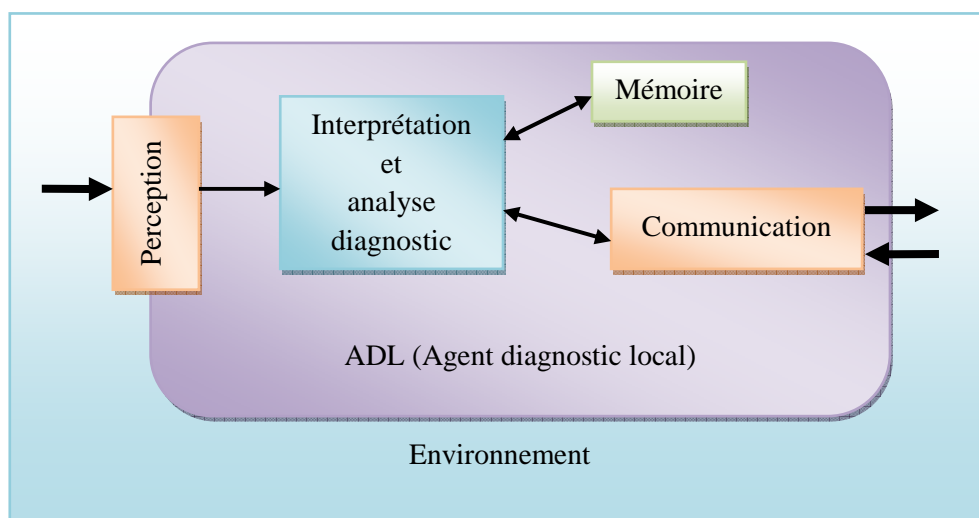 Mémoire
Interprétation
et
analyse
diagnostic
Perception
Communication
ADL (Agent diagnostic local)
Environnement